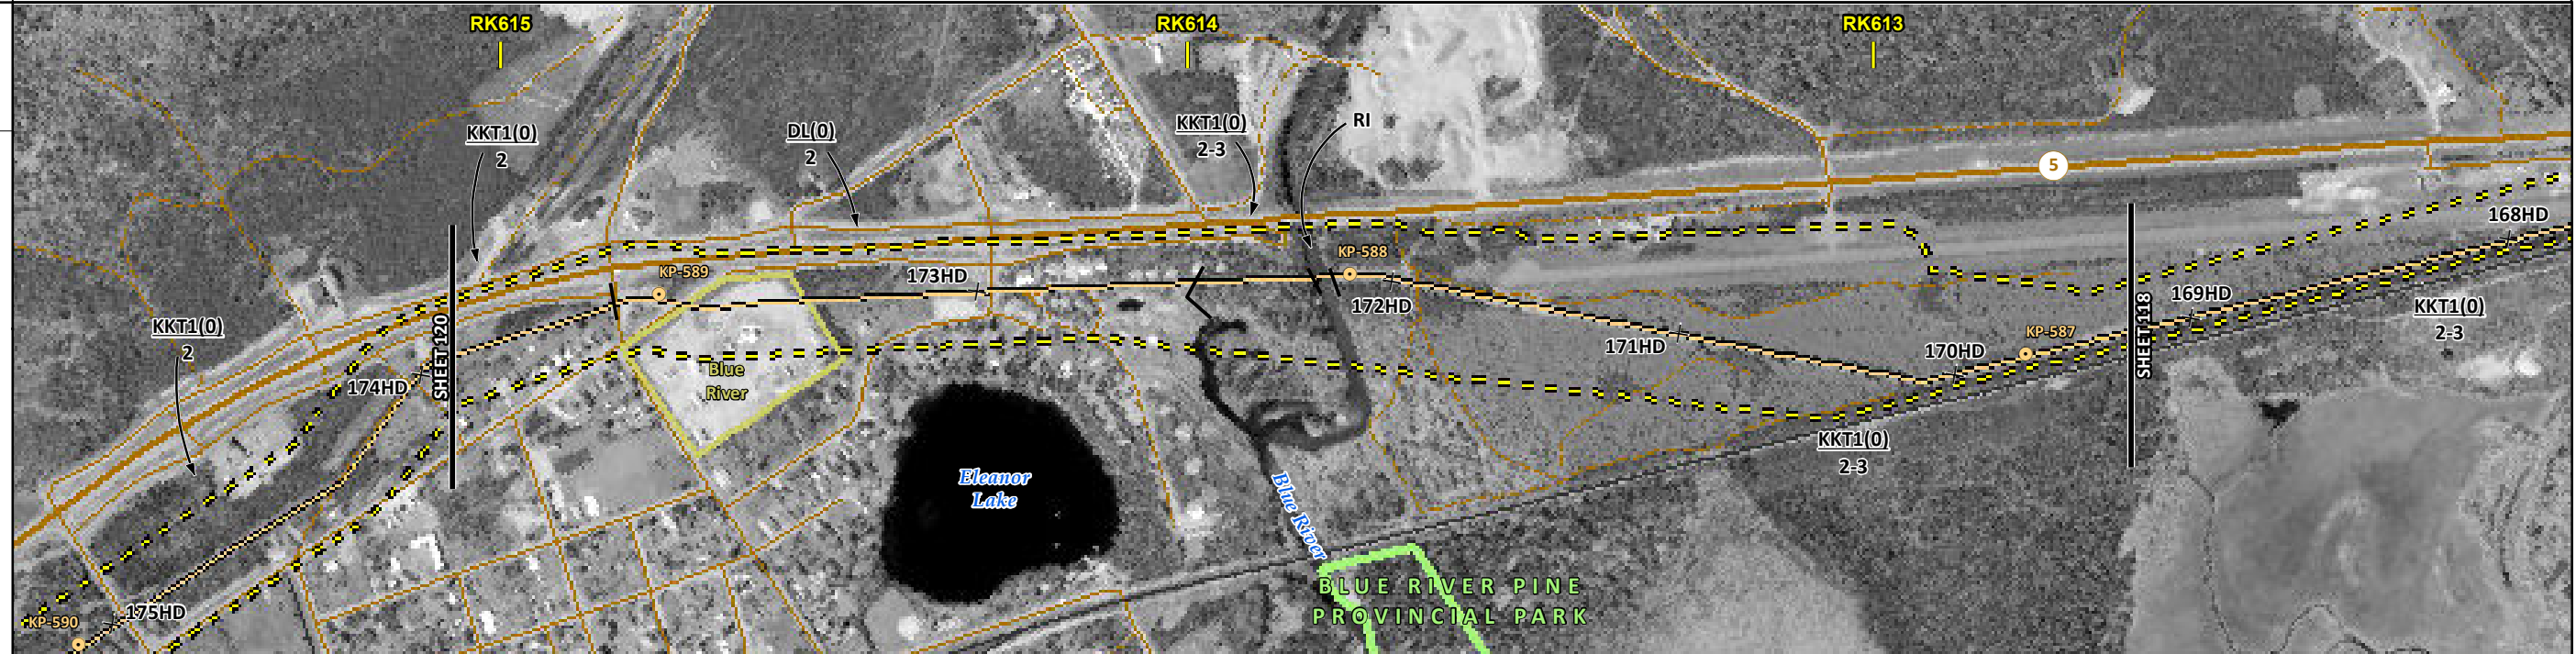 RK615
RK614
RK613
KKT1(0)
2
DL(0)
2
KKT1(0)
2-3
RI
5
168HD
KP-589
173HD
KP-588
172HD
169HD
KKT1(0)
2-3
KKT1(0)
2
174HD
SHEET 120
171HD
170HD
KP-587
SHEET 118
Blue
River
KKT1(0)
2-3
Eleanor
Lake
Blue River
BLUE RIVER PINE
PROVINCIAL PARK
175HD
KP-590